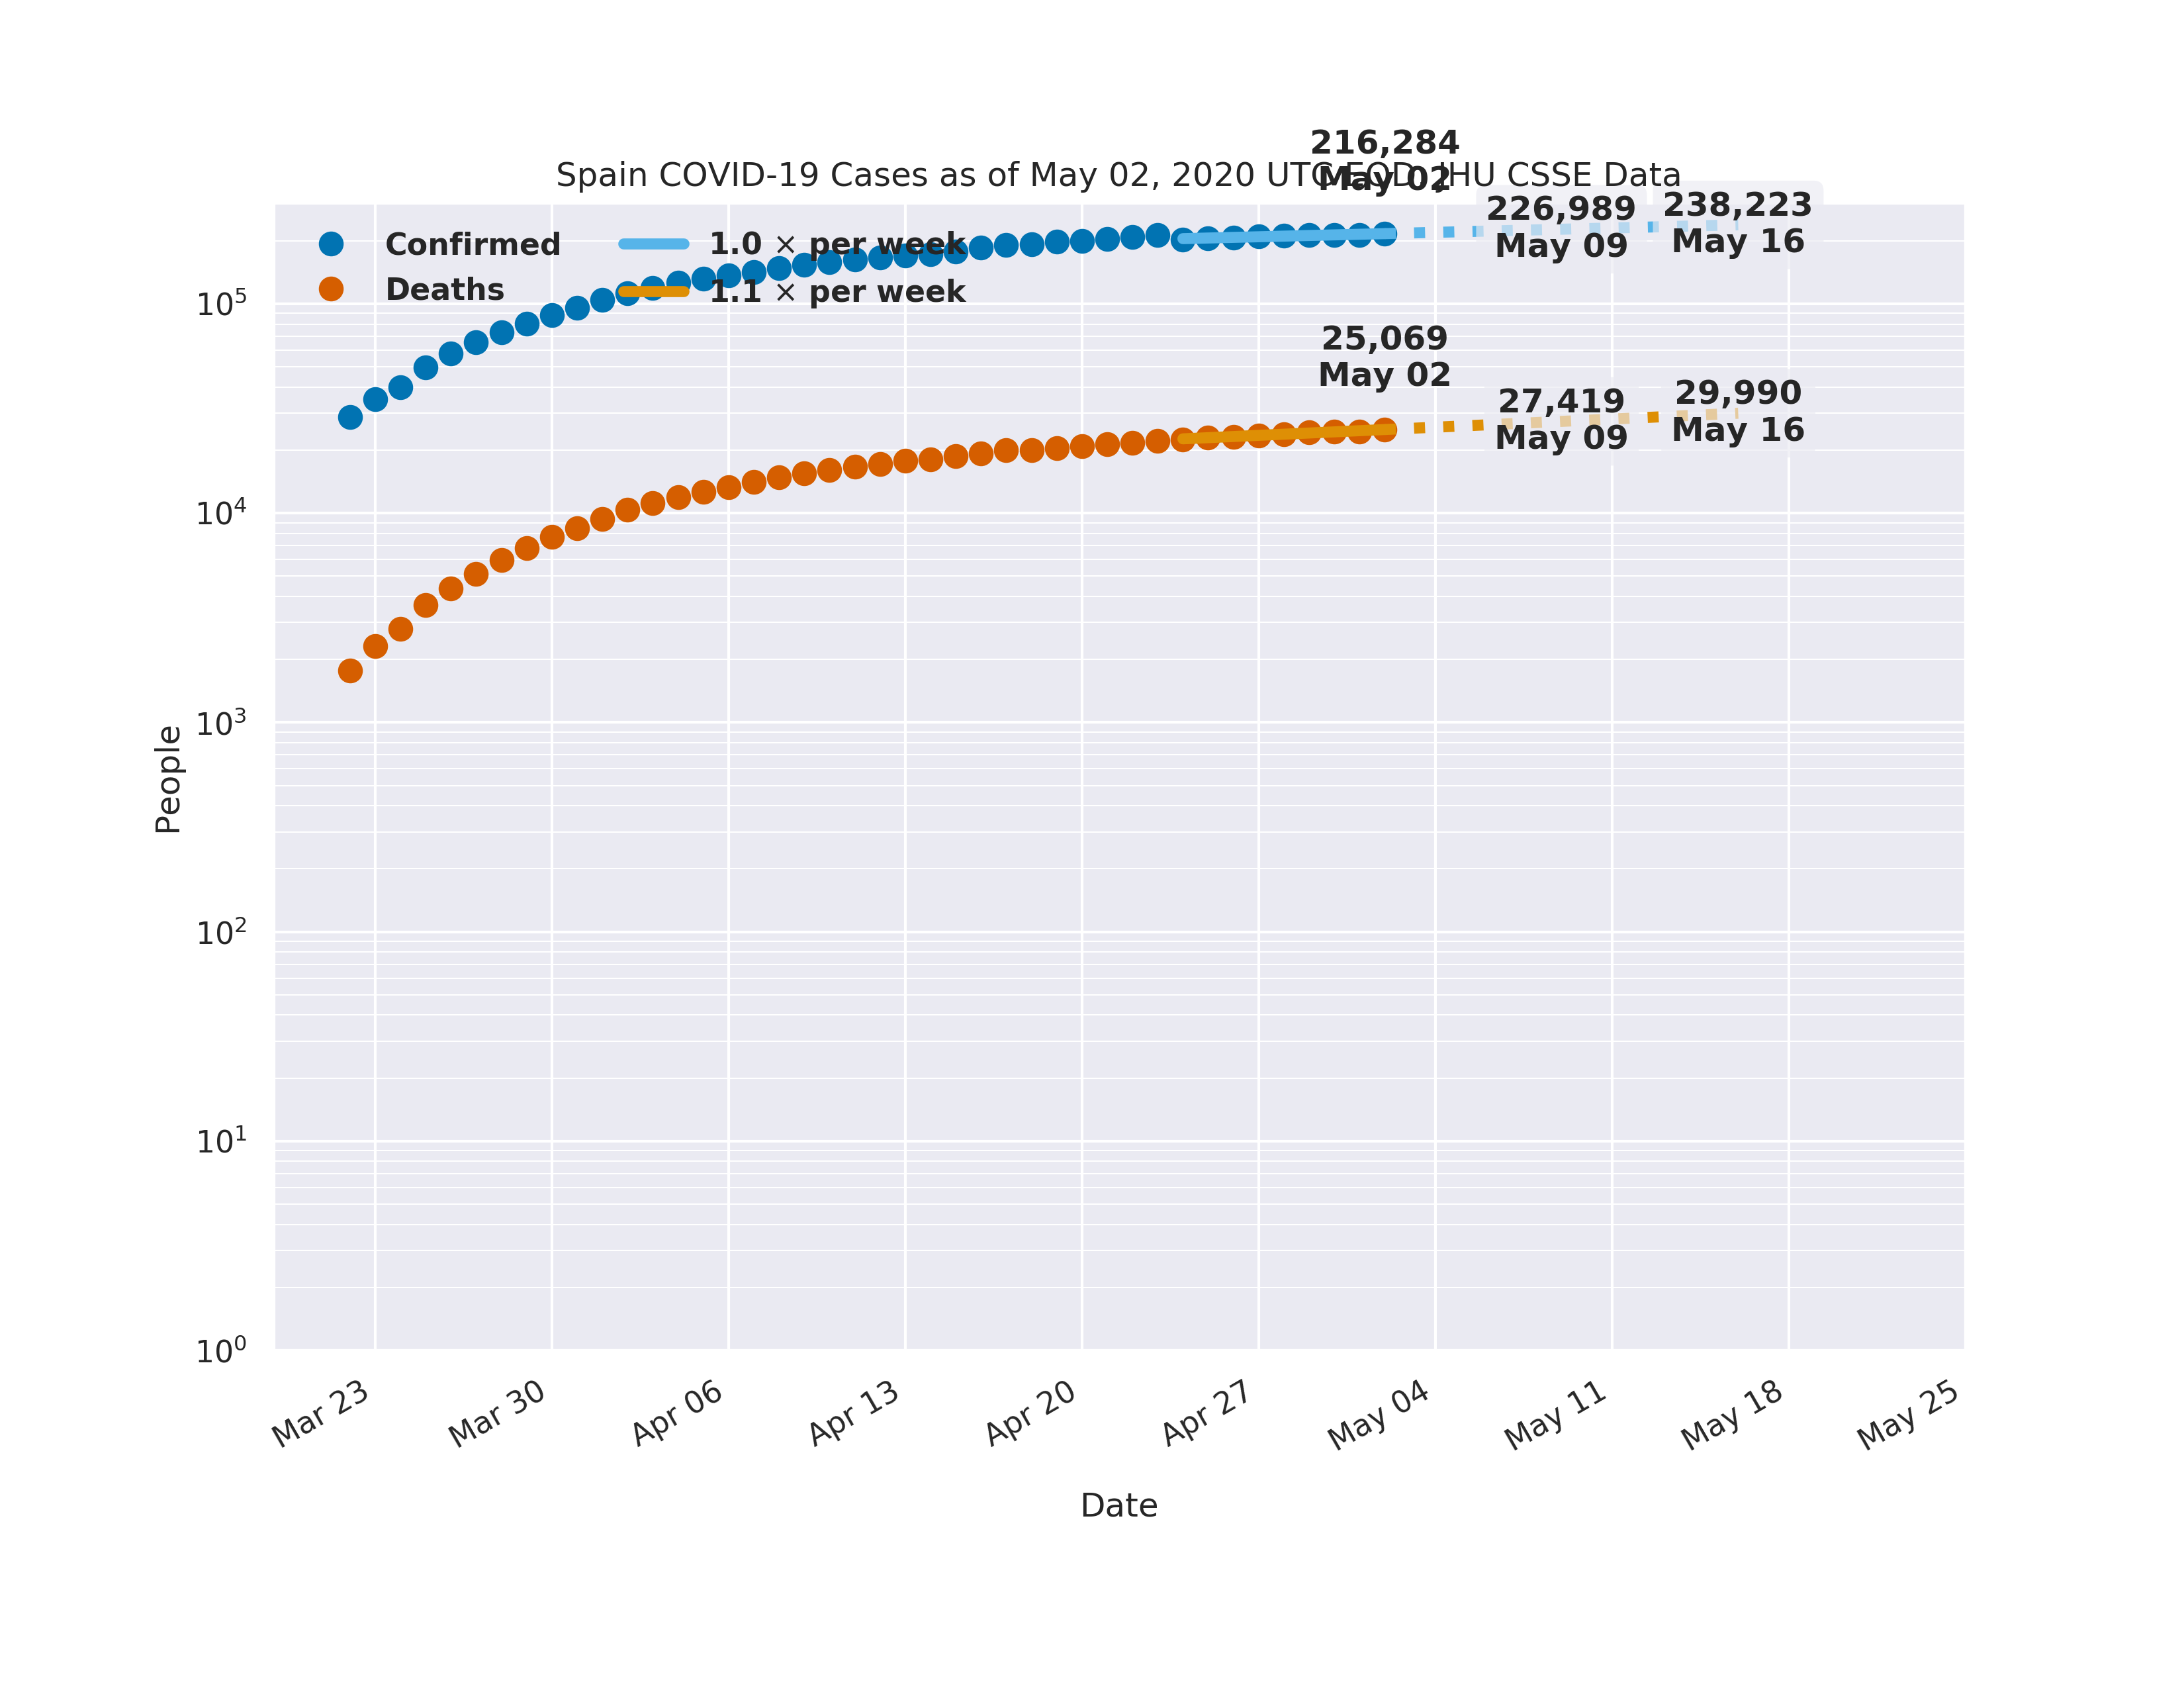 216,284
May 02
Spain COVID-19 Cases as of May 02, 2020 UTC EOD. JHU CSSE Data
226,989
May 09
238,223
May 16
Confirmed
Deaths
1.0 × per week
1.1 × per week
25,069
May 02
27,419
May 09
29,990
May 16
People
10⁵
10⁴
10³
10²
10¹
10⁰
Mar 23
Mar 30
Apr 06
Apr 13
Apr 20
Apr 27
May 04
May 11
May 18
May 25
Date